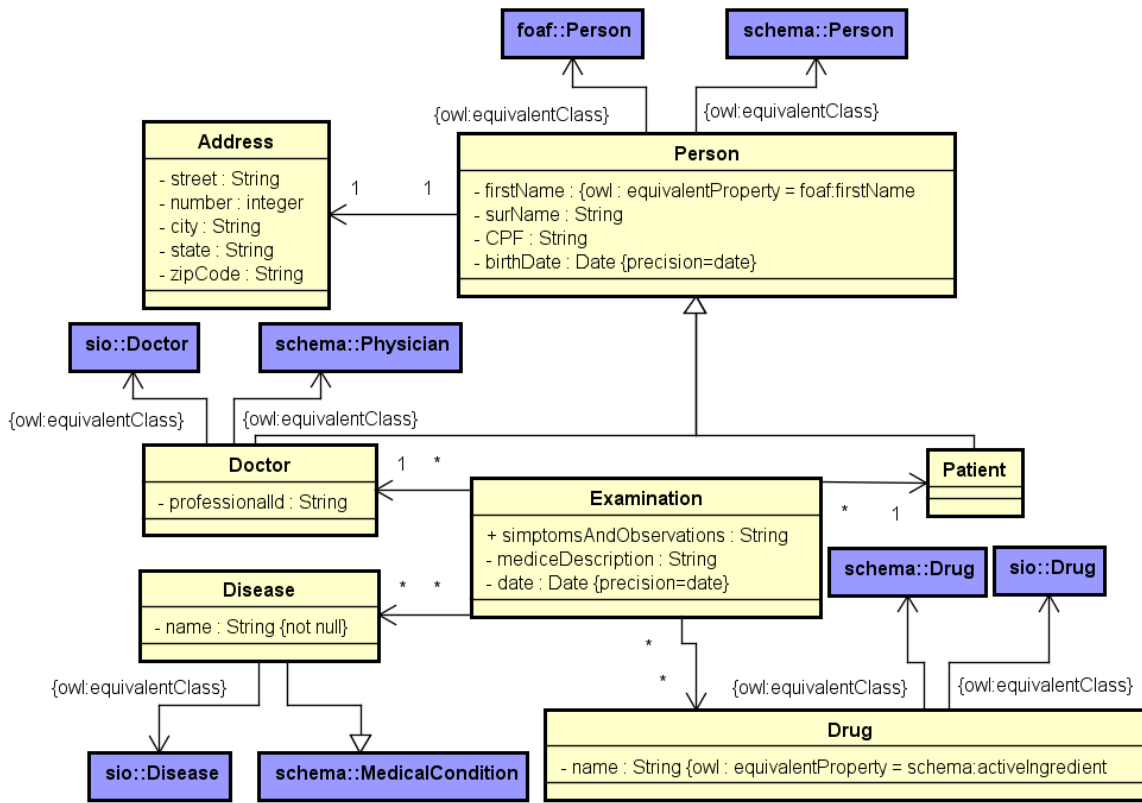 foaf::Person
schema::Person
{owl:equivalentClass}
{owl:equivalentClass}
Address
- street : String
- number : integer
- city : String
- state : String
- zipCode : String
1
1
Person
- firstName : {owl : equivalentProperty = foaf:firstName
- surName : String
- CPF : String
- birthDate : Date {precision=date}
sio::Doctor
schema::Physician
{owl:equivalentClass}
{owl:equivalentClass}
Doctor
- professionalId : String
1
*
Examination
+ simptomsAndObservations : String
- mediceDescription : String
- date : Date {precision=date}
Patient
*
1
Disease
- name : String {not null}
*
*
schema::Drug
sio::Drug
*
*
{owl:equivalentClass}
{owl:equivalentClass}
{owl:equivalentClass}
sio::Disease
schema::MedicalCondition
Drug
- name : String {owl : equivalentProperty = schema:activeIngredient